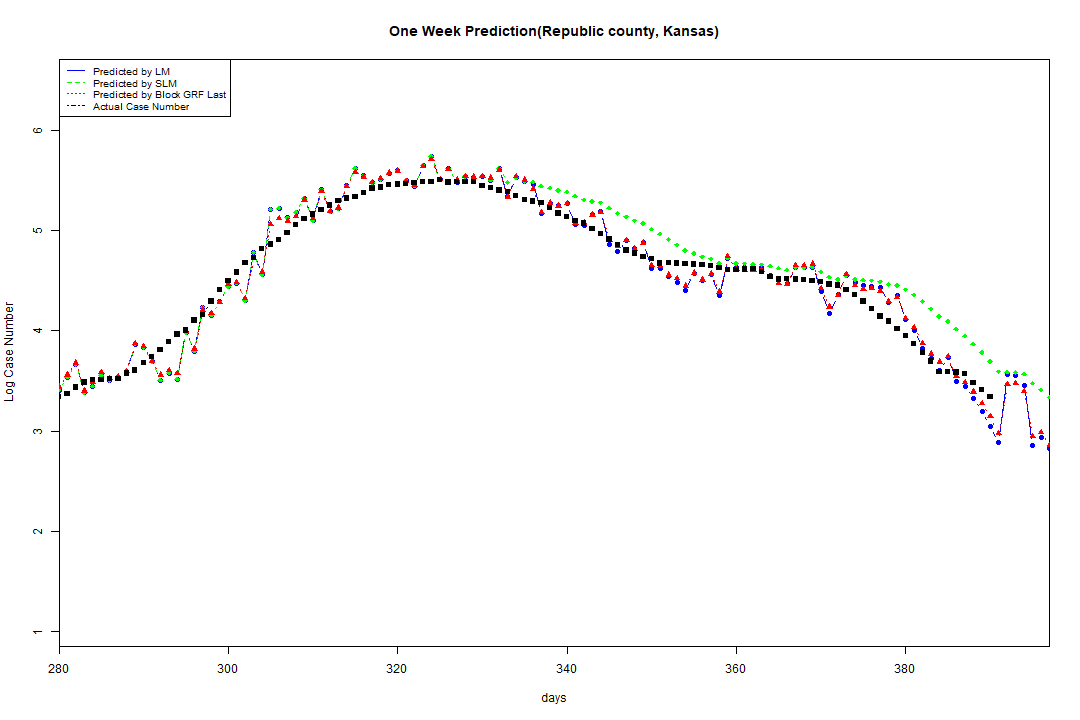 One Week Prediction(Republic county, Kansas)
Predicted by LM
Predicted by SLM
Predicted by Block GRF Last
Actual Case Number
6
5
4
3
2
1
Log Case Number
280 300 320 340 360 380
days